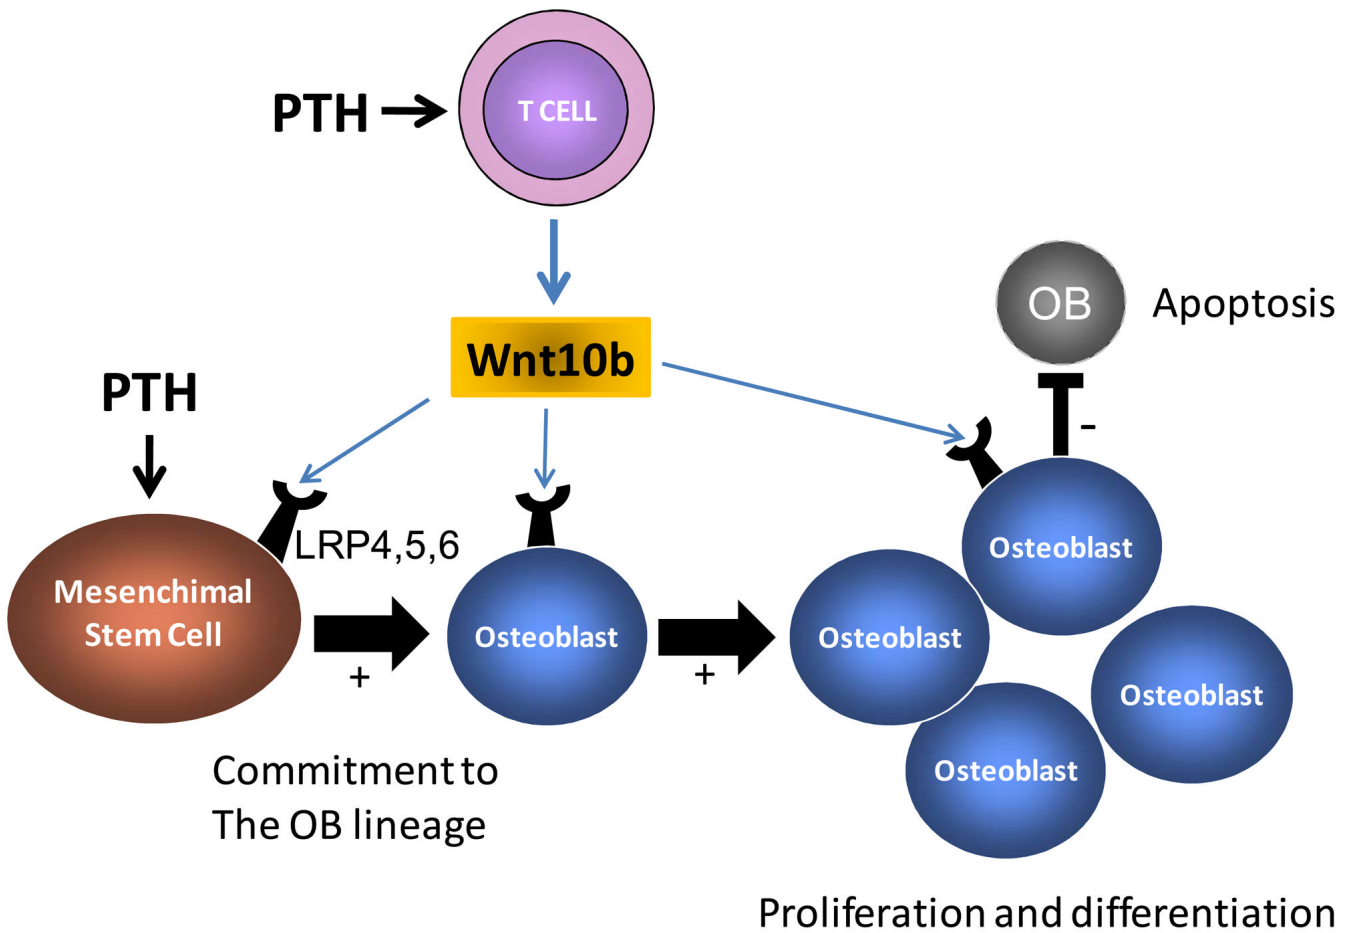 PTH
T CELL
OB
Apoptosis
Wnt10b
PTH
-
LRP4,5,6
Mesenchimal
Stem Cell
Osteoblast
Osteoblast
Osteoblast
Osteoblast
Osteoblast
+
+
Commitment to
The OB lineage
Proliferation and differentiation